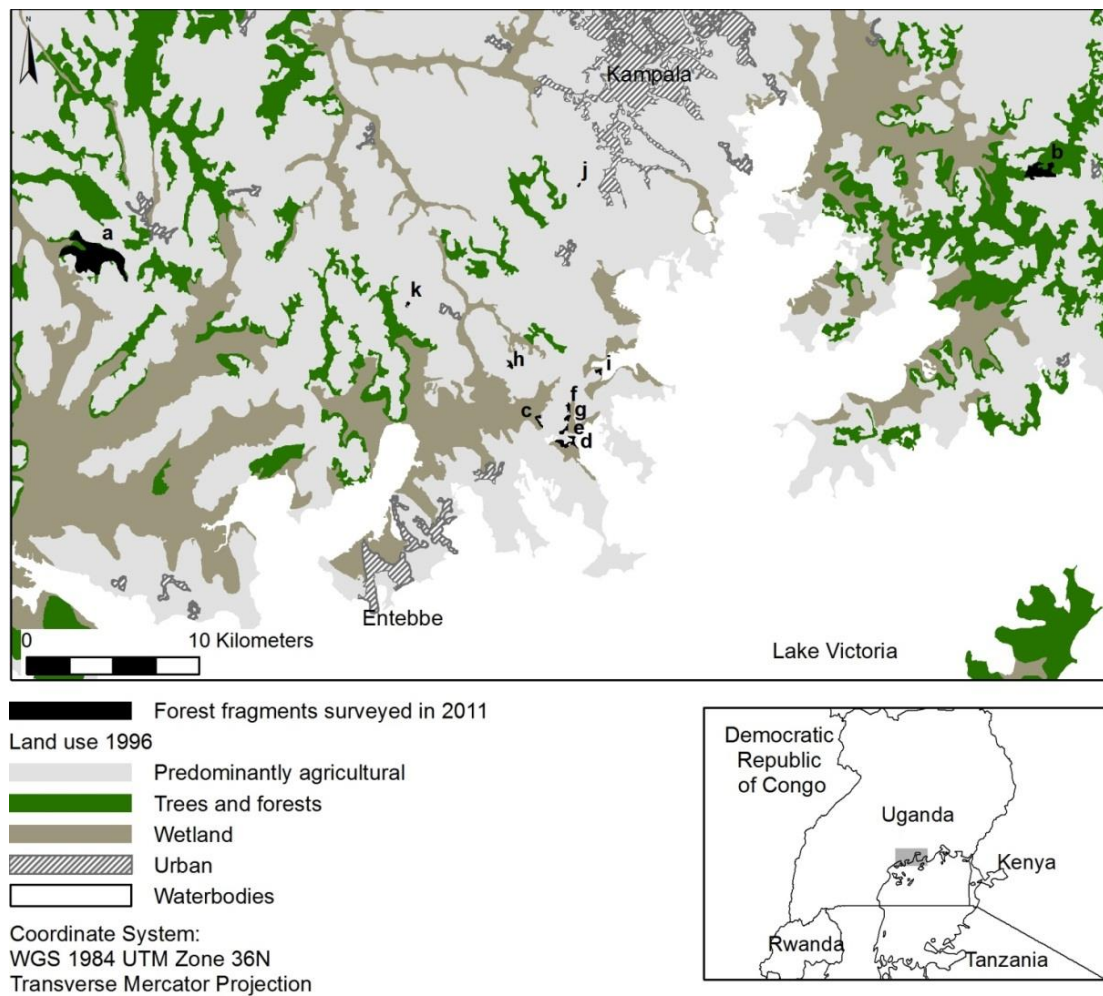 N
Kampala
b
j
a
k
h
i
f
c
g
e
d
Entebbe
0
10 Kilometers
Lake Victoria
Forest fragments surveyed in 2011
Land use 1996
Predominantly agricultural
Trees and forests
Wetland
Urban
Waterbodies
Coordinate System:
WGS 1984 UTM Zone 36N
Transverse Mercator Projection
Democratic
Republic
of Congo
Uganda
Kenya
Rwanda
Tanzania